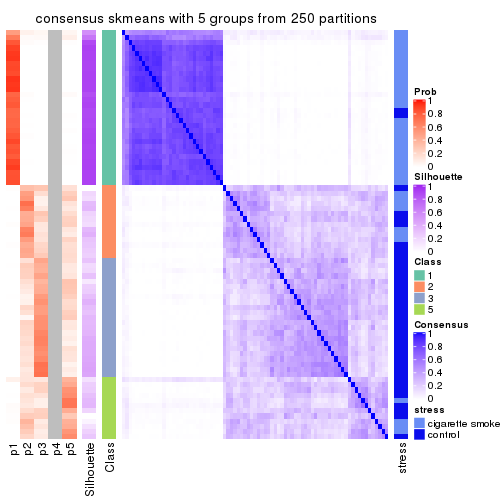 consensus skmeans with 5 groups from 250 partitions
Prob
1
0.8
0.6
0.4
0.2
0
Silhouette
1
0.8
0.6
0.4
0.2
0
Class
1
2
3
5
Consensus
1
0.8
0.6
0.4
0.2
0
stress
cigarette smoke
control
p1
p2
p3
p4
p5
Silhouette
Class
stress